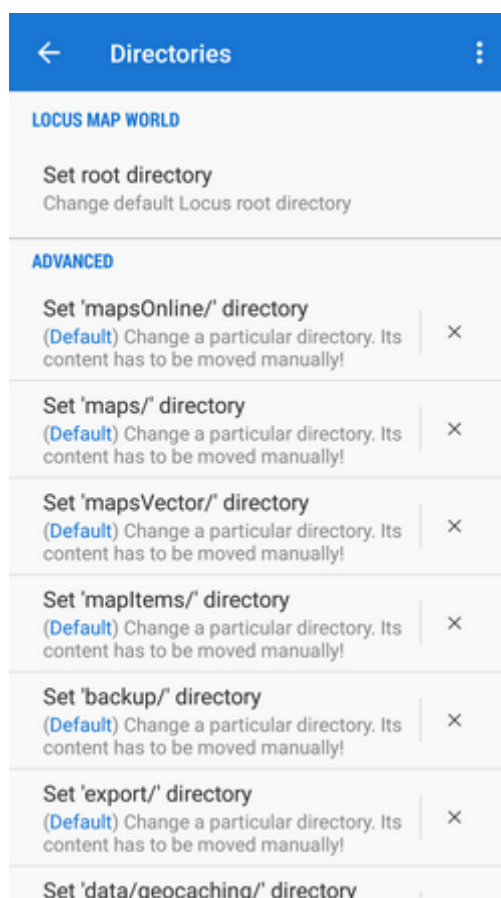 Directories
LOCUS MAP WORLD
Set root directory
Change default Locus root directory
ADVANCED
Set 'mapsOnline/' directory
(Default) Change a particular directory. Its
content has to be moved manually!
Set 'maps/' directory
(Default) Change a particular directory. Its
content has to be moved manually!
Set 'mapsVector/' directory
(Default) Change a particular directory. Its
content has to be moved manually!
Set 'mapItems/' directory
(Default) Change a particular directory. Its
content has to be moved manually!
Set 'backup/' directory
(Default) Change a particular directory. Its
content has to be moved manually!
Set 'export/' directory
(Default) Change a particular directory. Its
content has to be moved manually!
Set 'data/geocaching/' directory